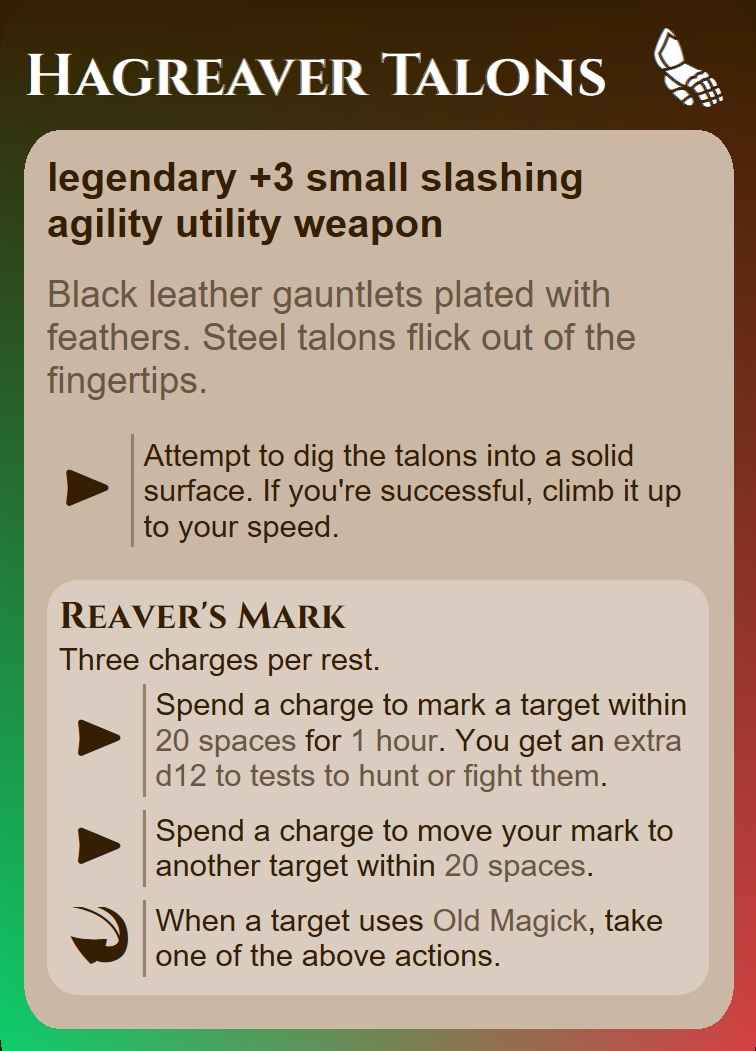 Hagreaver Talons
legendary +3 small slashing
agility utility weapon
Black leather gauntlets plated with
feathers. Steel talons flick out of the
fingertips.
Attempt to dig the talons into a solid
surface. If you're successful, climb it up
to your speed.
Reaver's Mark
Three charges per rest.
Spend a charge to mark a target within
20 spaces for 1 hour. You get an extra
d12 to tests to hunt or fight them.
Spend a charge to move your mark to
another target within 20 spaces.
When a target uses Old Magick, take
one of the above actions.